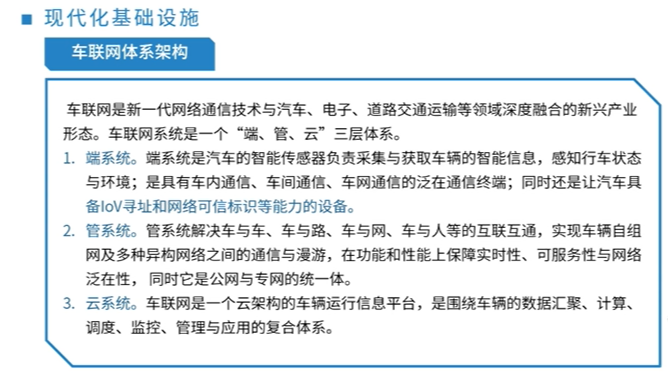 ■ 现代化基础设施
车联网体系架构
车联网是新一代网络通信技术与汽车、电子、道路交通运输等领域深度融合的新兴产业
形态。车联网系统是一个“端、管、云”三层体系。
1. 端系统。端系统是汽车的智能传感器负责采集与获取车辆的智能信息，感知行车状态
与环境；是具有车内通信、车间通信、车网通信的泛在通信终端；同时还是让汽车具
备IoV寻址和网络可信标识等能力的设备。
2. 管系统。管系统解决车与车、车与路、车与网、车与人等的互联互通，实现车辆自组
网及多种异构网络之间的通信与漫游，在功能和性能上保障实时性、可服务性与网络
泛在性， 同时它是公网与专网的统一体。
3. 云系统。车联网是一个云架构的车辆运行信息平台，是围绕车辆的数据汇聚、计算、
调度、监控、管理与应用的复合体系。